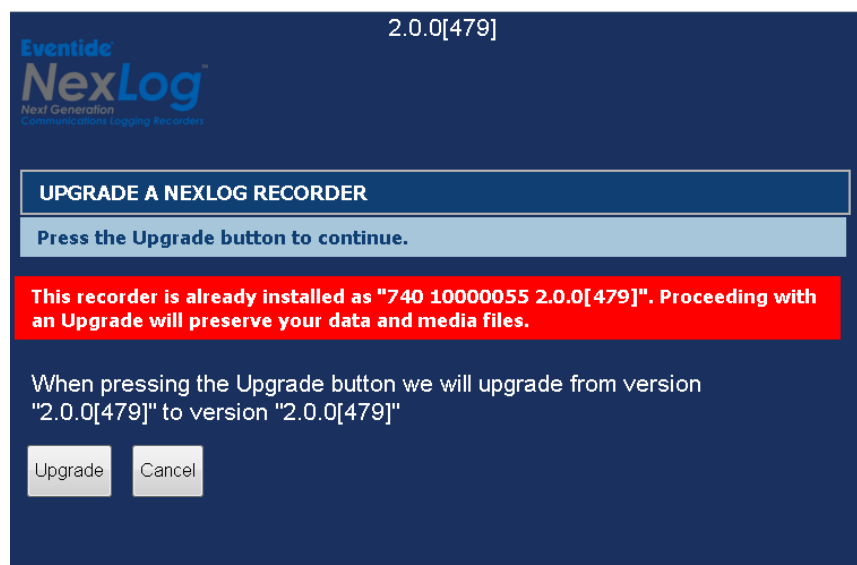 2.0.0[479]
Eventide
NexLog
Next Generation
Communications Logging Recorders
UPGRADE A NEXLOG RECORDER
Press the Upgrade button to continue.
This recorder is already installed as "740 10000055 2.0.0[479]". Proceeding with
an Upgrade will preserve your data and media files.
When pressing the Upgrade button we will upgrade from version
"2.0.0[479]" to version "2.0.0[479]"
Upgrade Cancel